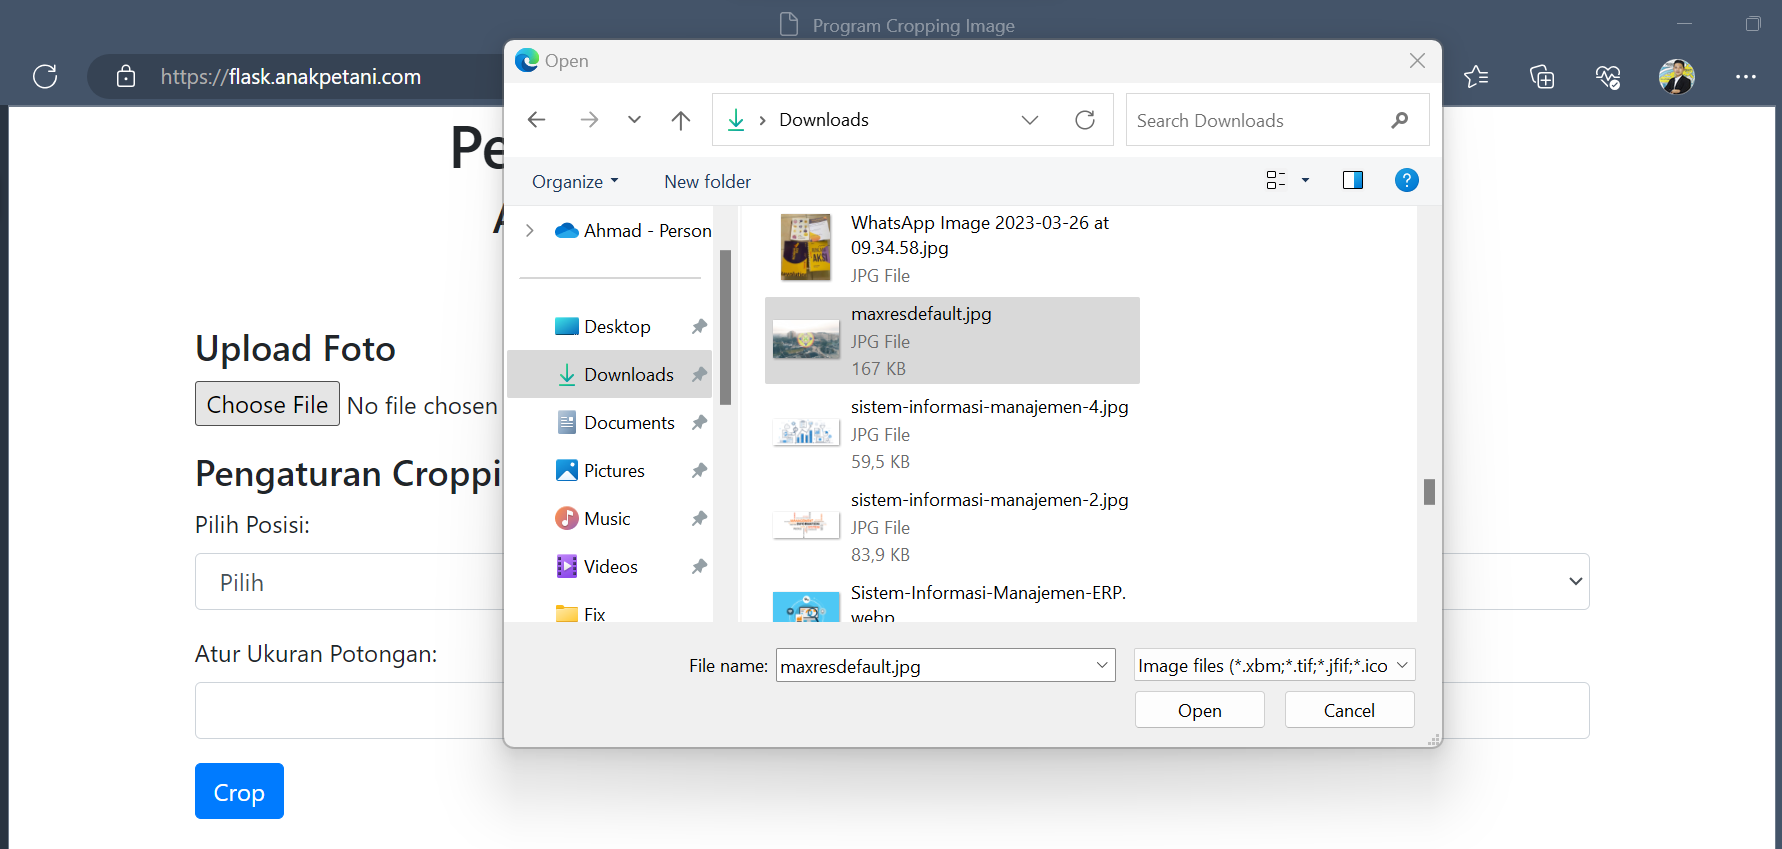 Program Cropping Image
https://flask.anakpetani.com
Pe
A
Upload Foto
Choose File No file chosen
Pengaturan Croppi
Pilih Posisi:
Pilih
Atur Ukuran Potongan:
Crop
Open
Downloads
Search Downloads
Organize
New folder
Ahmad - Person
Desktop
Downloads
Documents
Pictures
Music
Videos
Fix
WhatsApp Image 2023-03-26 at
09.34.58.jpg
JPG File
maxresdefault.jpg
JPG File
167 KB
sistem-informasi-manajemen-4.jpg
JPG File
59,5 KB
sistem-informasi-manajemen-2.jpg
JPG File
83,9 KB
Sistem-Informasi-Manajemen-ERP.
webp
File name: maxresdefault.jpg
Image files (*.xbm;*.tif;*.jfif;*.ico
Open
Cancel